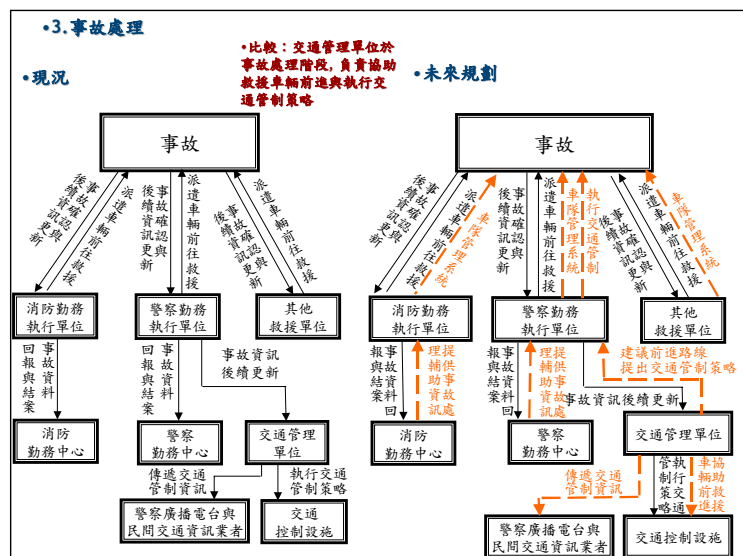 •3.事故處理
•比較：交通管理單位於
事故處理階段，負責協助
救援車輛前進與執行交
通管制策略
•現況
•未來規劃
事故
事故確認與
後續資訊更新
派遣車輛前往救援
事故確認與
後續資訊更新
派遣車輛前往救援
事故確認與
後續資訊更新
派遣車輛前往救援
消防勤務
執行單位
警察勤務
執行單位
其他
救援單位
事故資料
回報與結案
事故資料
回報與結案
事故資訊
後續更新
消防
勤務中心
警察
勤務中心
交通管理
單位
傳遞交通
管制資訊
執行交通
管制策略
警察廣播電台與
民間交通資訊業者
交通
控制設施
事故
事故確認與
後續資訊更新
派遣車輛前往救援
車隊管理系統
事故確認與
後續資訊更新
派遣車輛前往救援
車隊管理系統
執行交通管制
事故確認與
後續資訊更新
派遣車輛前往救援
車隊管理系統
消防勤務
執行單位
警察勤務
執行單位
其他
救援單位
事故資料回
報與結案
提供事故資訊
輔助處
理
事故資料回
報與結案
提供事故資訊
輔助處
理
建議前進路線
提出交通管制策略
事故資訊後續更新
消防
勤務中心
警察
勤務中心
交通管理單位
傳遞交通
管制資訊
執行交通
管制策略
協助救援
車輛前進
警察廣播電台與
民間交通資訊業者
交通控制設施